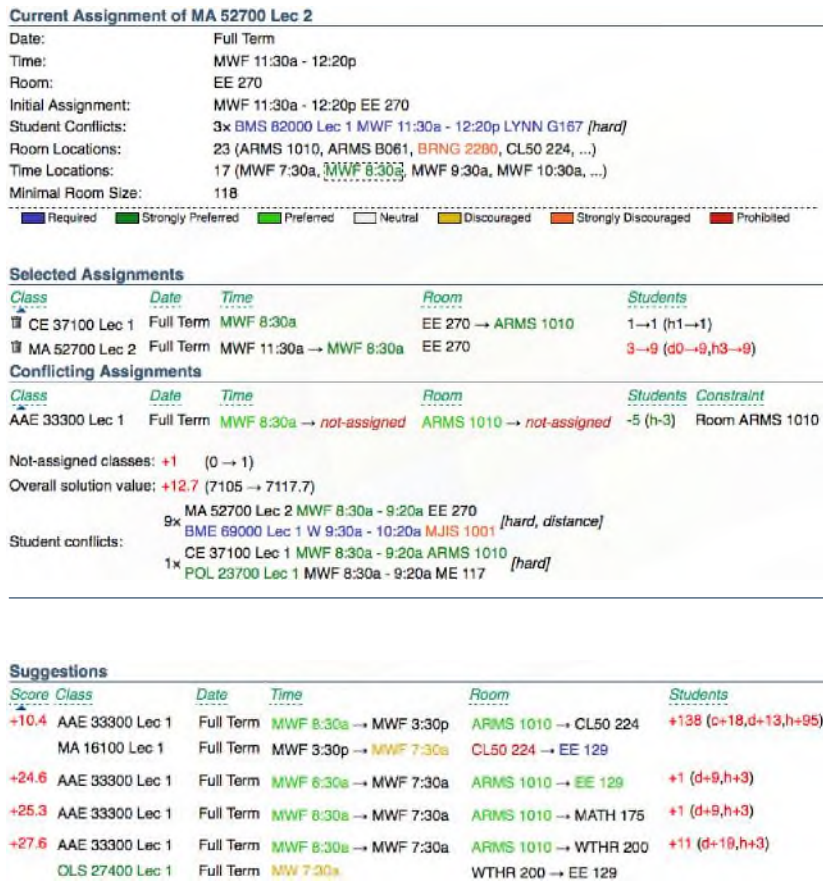 Current Assignment of MA 52700 Lec 2
Date: Full Term
Time: MWF 11:30a - 12:20p
Room: EE 270
Initial Assignment: MWF 11:30a - 12:20p EE 270
Student Conflicts: 3x BMS 82000 Lec 1 MWF 11:30a - 12:20p LYNN G167 [hard]
Room Locations: 23 (ARMS 1010, ARMS B061, BRNG 2280, CL50 224, ...)
Time Locations: 17 (MWF 7:30a, MWF 8:30a, MWF 9:30a, MWF 10:30a, ...)
Minimal Room Size: 118
Required Strongly Preferred Preferred Neutral Discouraged Strongly Discouraged Prohibited
Selected Assignments
Class Date Time Room Students
CE 37100 Lec 1 Full Term MWF 8:30a EE 270 → ARMS 1010 1→1 (h1→1)
MA 52700 Lec 2 Full Term MWF 11:30a → MWF 8:30a EE 270 3→9 (d0→9,h3→9)
Conflicting Assignments
Class Date Time Room Students Constraint
AAE 33300 Lec 1 Full Term MWF 8:30a → not-assigned ARMS 1010 → not-assigned -5 (h-3) Room ARMS 1010
Not-assigned classes: +1 (0 → 1)
Overall solution value: +12.7 (7105 → 7117.7)
Student conflicts:
9x MA 52700 Lec 2 MWF 8:30a - 9:20a EE 270
BME 69000 Lec 1 W 9:30a - 10:20a MJIS 1001 [hard, distance]
1x CE 37100 Lec 1 MWF 8:30a - 9:20a ARMS 1010
POL 23700 Lec 1 MWF 8:30a - 9:20a ME 117 [hard]
Suggestions
Score Class Date Time Room Students
+10.4 AAE 33300 Lec 1 Full Term MWF 8:30a → MWF 3:30p ARMS 1010 → CL50 224 +138 (c+18,d+13,h+95)
MA 16100 Lec 1 Full Term MWF 3:30p → MWF 7:30a CL50 224 → EE 129
+24.6 AAE 33300 Lec 1 Full Term MWF 8:30a → MWF 7:30a ARMS 1010 → EE 129 +1 (d+9,h+3)
+25.3 AAE 33300 Lec 1 Full Term MWF 8:30a → MWF 7:30a ARMS 1010 → MATH 175 +1 (d+9,h+3)
+27.6 AAE 33300 Lec 1 Full Term MWF 8:30a → MWF 7:30a ARMS 1010 → WTHR 200 +11 (d+19,h+3)
OLS 27400 Lec 1 Full Term MW 7:30a WTHR 200 → EE 129